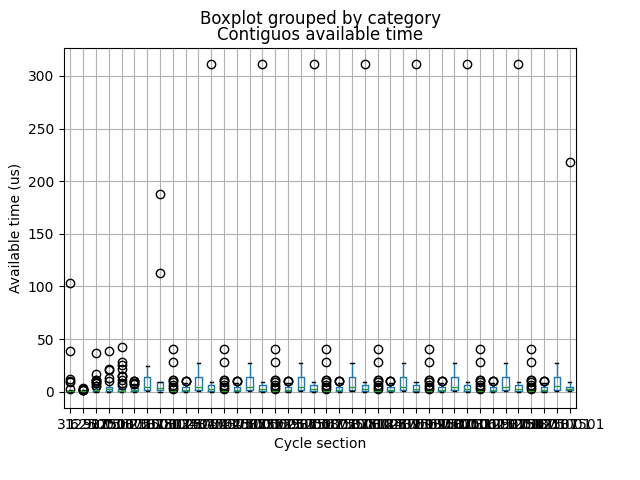 Boxplot grouped by category
Contiguos available time
300
250
200
150
100
50
0
Available time (us)
Cycle section